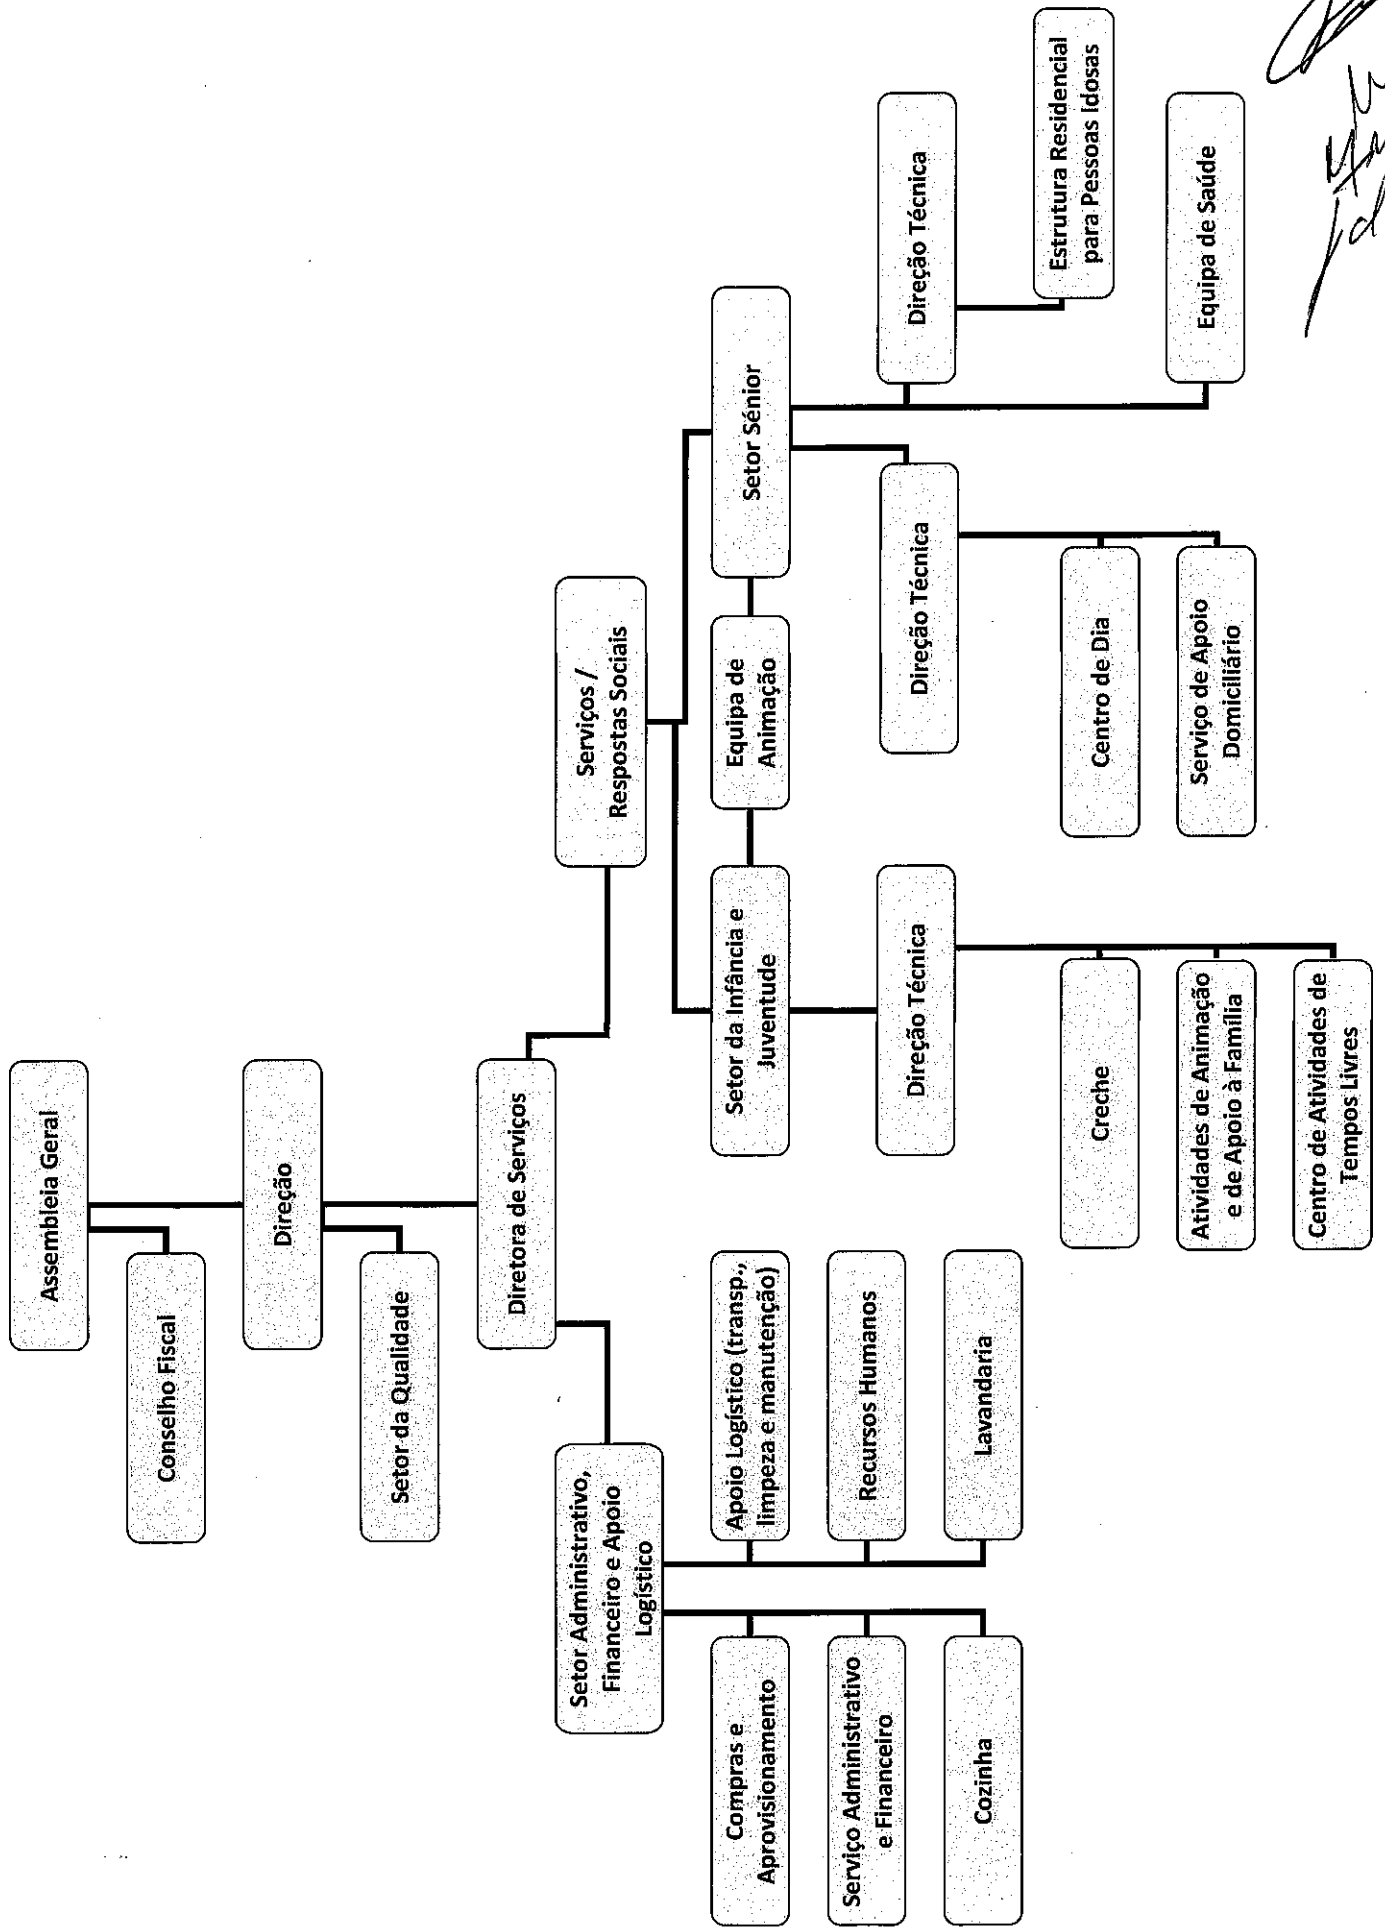 Assembleia Geral
Conselho Fiscal
Direção
Setor da Qualidade
Diretora de Serviços
Setor Administrativo,
Financeiro e Apoio
Logístico
Serviços /
Respostas Sociais
Compras e
Aprovisionamento
Apoio Logístico (transp.,
limpeza e manutenção)
Serviço Administrativo
e Financeiro
Recursos Humanos
Cozinha
Lavandaria
Setor da Infância e
Juventude
Equipa de
Animação
Setor Sénior
Direção Técnica
Creche
Atividades de Animação
e de Apoio à Família
Centro de Atividades de
Tempos Livres
Direção Técnica
Centro de Dia
Serviço de Apoio
Domiciliário
Direção Técnica
Estrutura Residencial
para Pessoas Idosas
Equipa de Saúde